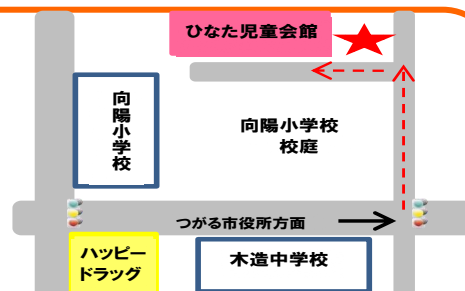 ひなた児童会館
向陽小学校
向陽小学校
校庭
つがる市役所方面
ハッピー
ドラッグ
木造中学校